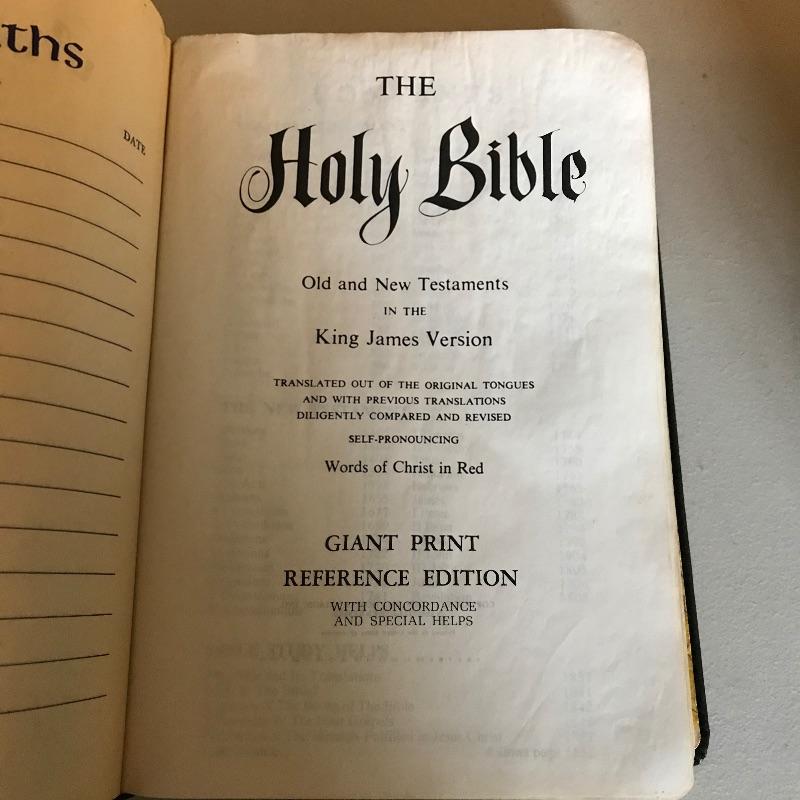 DATE
THE
Holy Bible
Old and New Testaments
IN THE
King James Version
TRANSLATED OUT OF THE ORIGINAL TONGUES
AND WITH PREVIOUS TRANSLATIONS
DILIGENTLY COMPARED AND REVISED
SELF-PRONOUNCING
Words of Christ in Red
GIANT PRINT
REFERENCE EDITION
WITH CONCORDANCE
AND SPECIAL HELPS